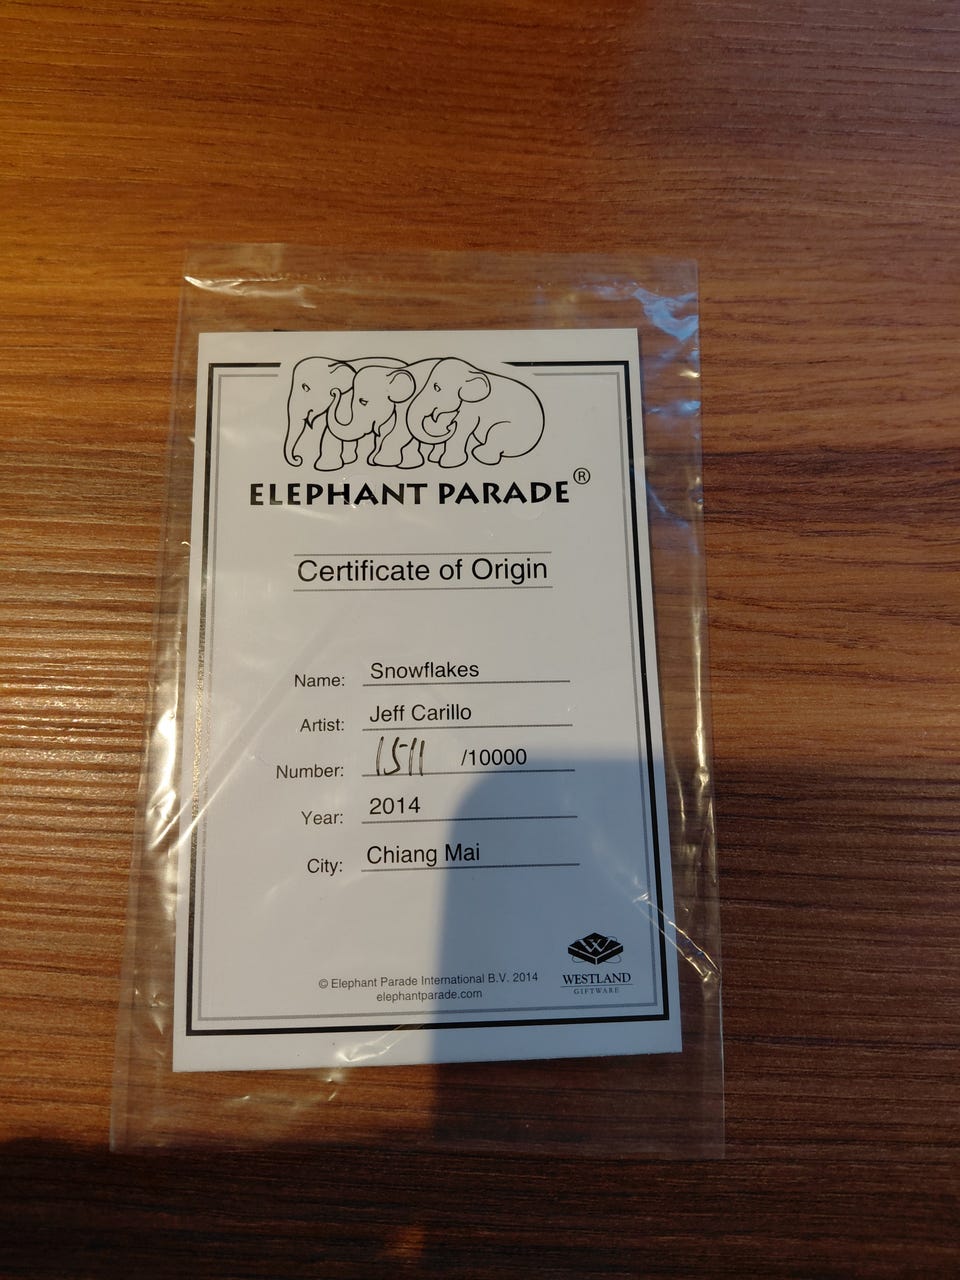 ELEPHANT PARADE®
Certificate of Origin
Name: Snowflakes
Artist: Jeff Carillo
Number: 1511 /10000
Year: 2014
City: Chiang Mai
W
WESTLAND
GIFTWARE
© Elephant Parade International B.V. 2014
elephantparade.com